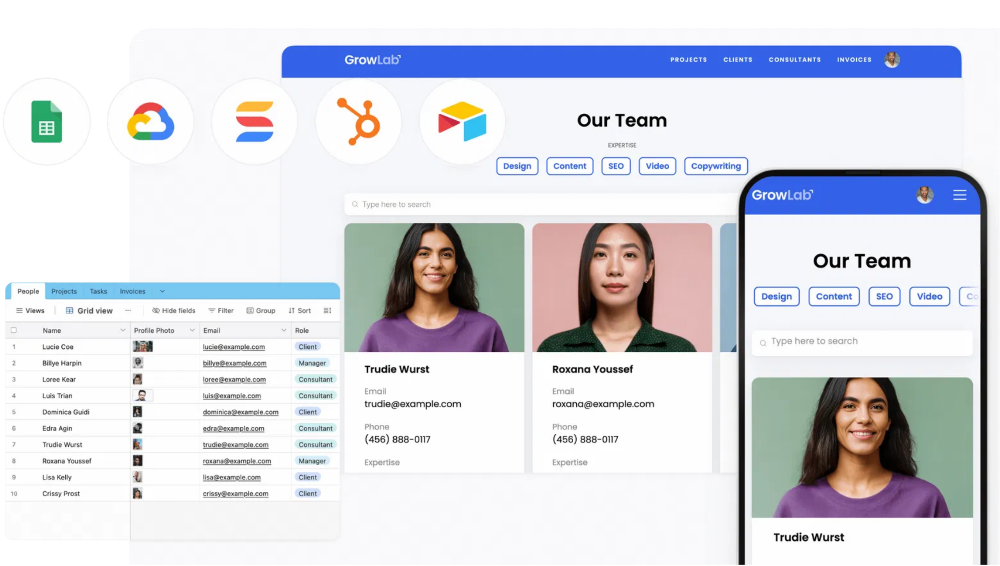 GrowLab
PROJECTS CLIENTS CONSULTANTS INVOICES
Our Team
EXPERTISE
Design Content SEO Video Copywriting
Type here to search
Trudie Wurst
Email
trudie@example.com
Phone
(456) 888-0117
Expertise
Roxana Youssef
Email
roxana@example.com
Phone
(456) 888-0117
Expertise
People Projects Tasks Invoices
Views Grid view ... Hide fields Filter Group Sort
Name Profile Photo Email Role
1 Lucie Coe lucie@example.com Client
2 Billye Harpin billye@example.com Manager
3 Loree Kear loree@example.com Consultant
4 Luis Trian luis@example.com Consultant
5 Dominica Guidi dominica@example.com Client
6 Edra Agin edra@example.com Consultant
7 Trudie Wurst trudie@example.com Consultant
8 Roxana Youssef roxana@example.com Manager
9 Lisa Kelly lisa@example.com Client
10 Crissy Prost crissy@example.com Client
GrowLab
Our Team
Design Content SEO Video Co
Type here to search
Trudie Wurst